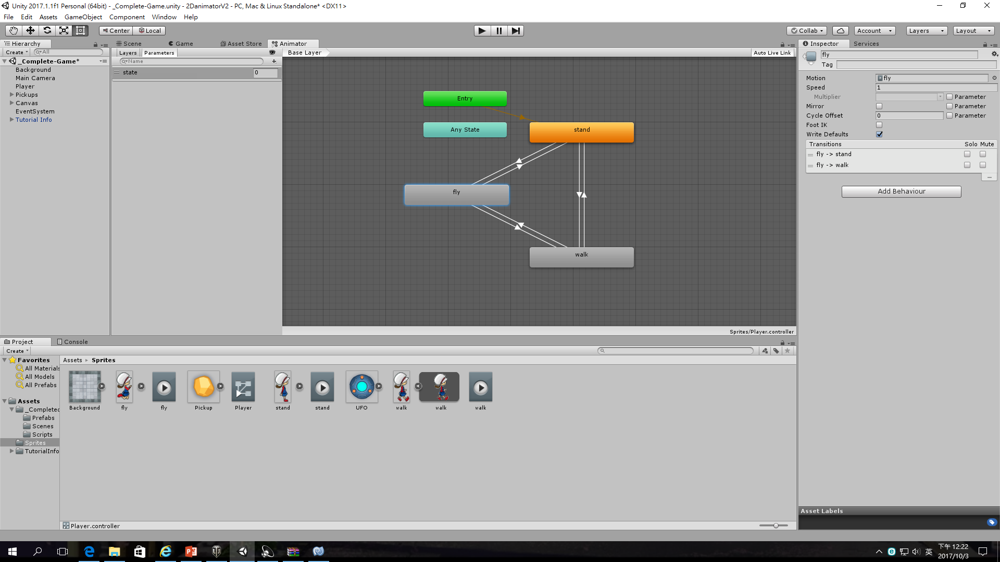 Unity 2017.1.1f1 Personal (64bit) - _Complete-Game.unity - 2DanimatorV2 - PC, Mac & Linux Standalone* <DX11>
File Edit Assets GameObject Component Window Help
Center Local Collab Account Layers Layout
Hierarchy Scene Game Asset Store Animator Inspector Services
Create All Layers Parameters Base Layer Auto Live Link
_Complete-Game*
Background
Main Camera
Player
Pickups
Canvas
EventSystem
Tutorial Info
Name
state 0
Entry
Any State
stand
fly
walk
Sprites/Player.controller
fly
Tag
Motion fly
Speed 1
Multiplier Parameter
Mirror Parameter
Cycle Offset 0 Parameter
Foot IK
Write Defaults
Transitions Solo Mute
fly -> stand
fly -> walk
Add Behaviour
Asset Labels
Project Console
Create
Favorites
All Materials
All Models
All Prefabs
Assets
_Completed
Prefabs
Scenes
Scripts
Sprites
TutorialInfo
Assets Sprites
Background fly fly Pickup Player stand stand UFO walk walk walk
Player.controller
英
下午 12:22
2017/10/3